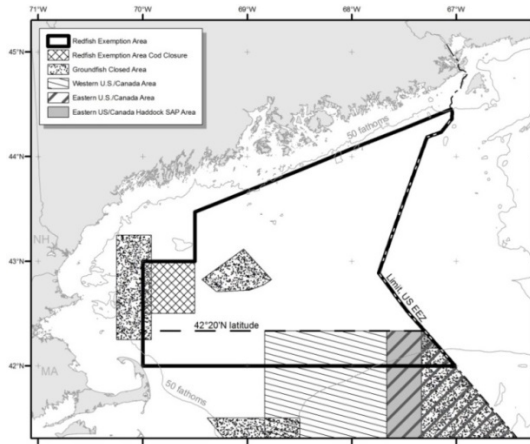 71°W
70°W
69°W
68°W
67°W
45°N
44°N
43°N
42°N
Redfish Exemption Area
Redfish Exemption Area Cod Closure
Groundfish Closed Area
Western U.S./Canada Area
Eastern U.S./Canada Area
Eastern US/Canada Haddock SAP Area
50 fathoms
NH
Limit, US EEZ
42°20'N latitude
MA
50 fathoms